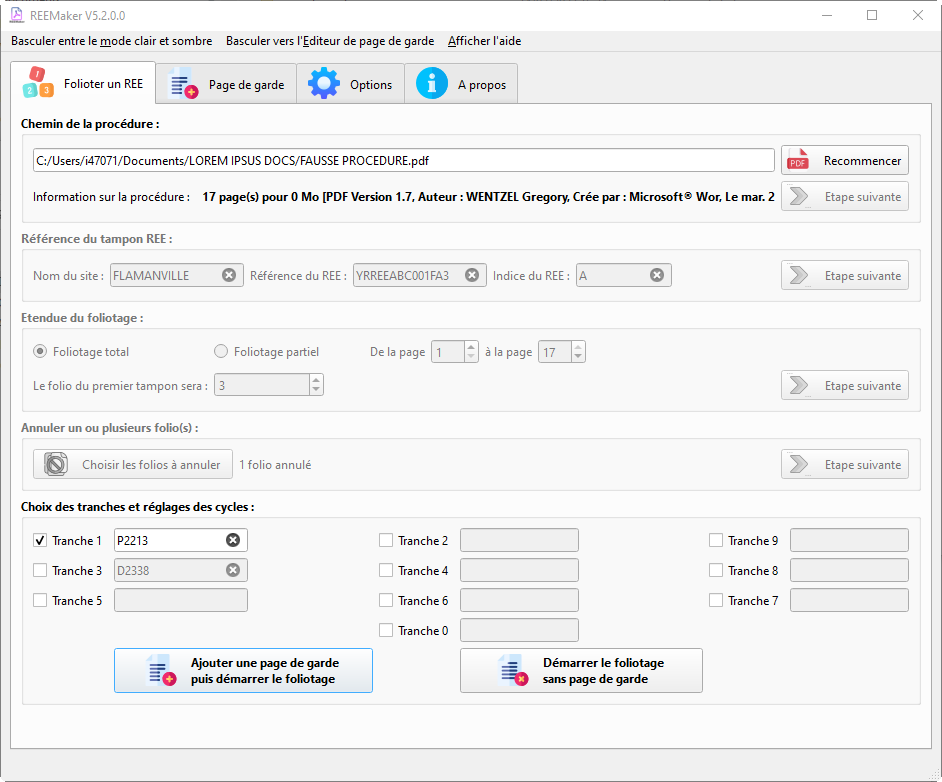 REEMaker V5.2.0.0
Basculer entre le mode clair et sombre Basculer vers l'Editeur de page de garde Afficher l'aide
1 2 3 Folioter un REE Page de garde Options i A propos
Chemin de la procédure :
C:/Users/i47071/Documents/LOREM IPSUS DOCS/FAUSSE PROCEDURE.pdf PDF Recommencer
Information sur la procédure : 17 page(s) pour 0 Mo [PDF Version 1.7, Auteur : WENTZEL Gregory, Crée par : Microsoft® Wor, Le mar. 2 Etape suivante
Référence du tampon REE :
Nom du site : FLAMANVILLE Référence du REE : YRREEABC001FA3 Indice du REE : A Etape suivante
Etendue du foliotage :
Foliotage total Foliotage partiel De la page 1 à la page 17
Le folio du premier tampon sera : 3 Etape suivante
Annuler un ou plusieurs folio(s) :
Choisir les folios à annuler 1 folio annulé Etape suivante
Choix des tranches et réglages des cycles :
Tranche 1 P2213 Tranche 2 Tranche 9
Tranche 3 D2338 Tranche 4 Tranche 8
Tranche 5 Tranche 6 Tranche 7
Tranche 0
Ajouter une page de garde
puis démarrer le foliotage
Démarrer le foliotage
sans page de garde